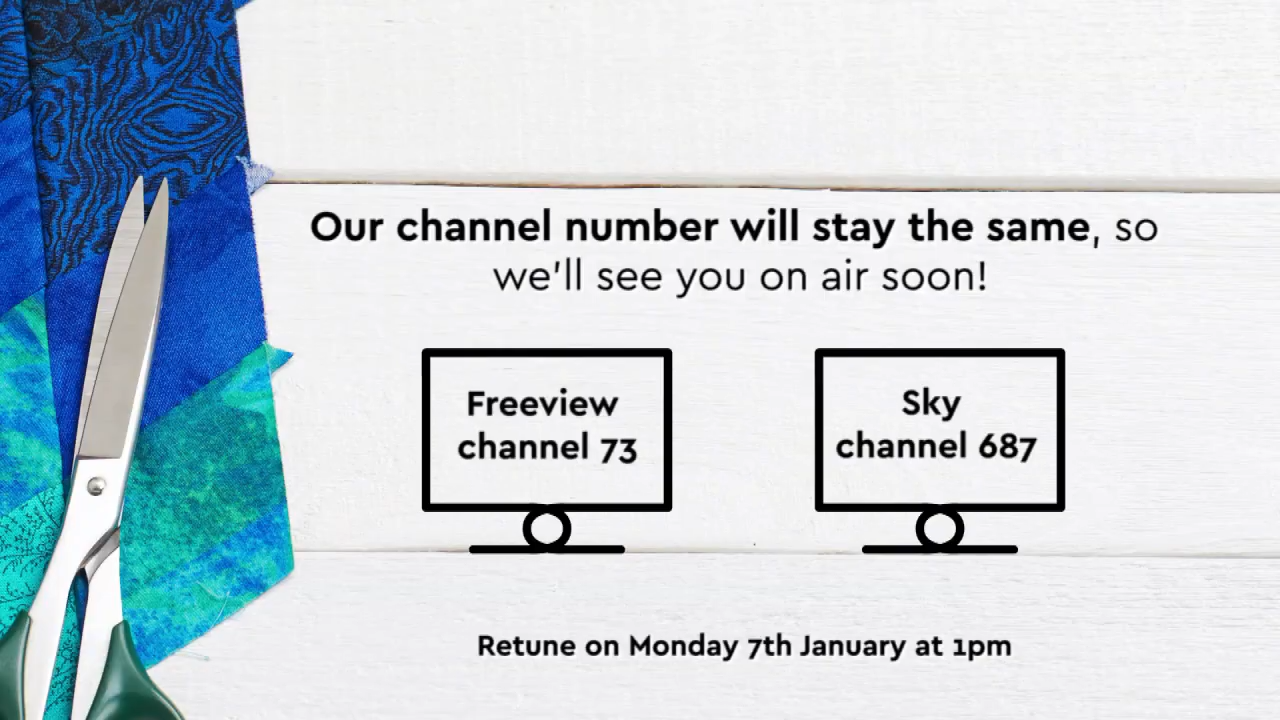 Our channel number will stay the same, so
we'll see you on air soon!
Freeview
channel 73
Sky
channel 687
Retune on Monday 7th January at 1pm